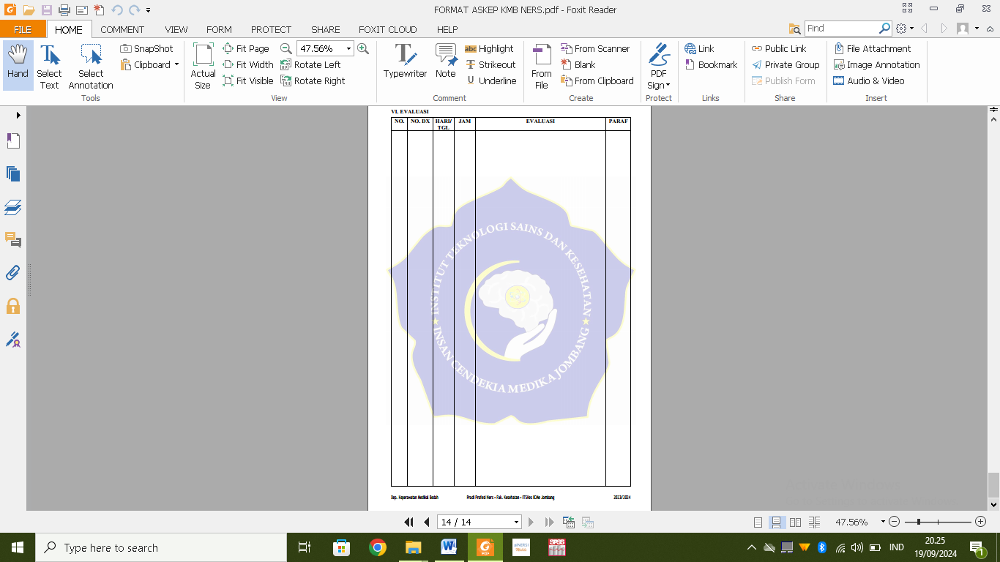 FORMAT ASKEP KMB NERS.pdf - Foxit Reader
FILE HOME COMMENT VIEW FORM PROTECT SHARE FOXIT CLOUD HELP Find
Hand
Select Text
Select Annotation
SnapShot
Clipboard
Tools
Actual Size
Fit Page
Fit Width
Fit Visible
47.56%
Rotate Left
Rotate Right
View
Typewriter
Note
abc Highlight
Strikeout
Underline
Comment
From File
From Scanner
Blank
From Clipboard
Create
PDF Sign
Protect
Link
Bookmark
Links
Public Link
Private Group
Publish Form
Share
File Attachment
Image Annotation
Audio & Video
Insert
VI. EVALUASI
NO. NO. DX HARI/ TGL JAM EVALUASI PARAF
INSTITUT TEKNOLOGI SAINS DAN KESEHATAN
INSAN CENDEKIA MEDIKA JOMBANG
Dep. Keperawatan Medikal Bedah Prodi Profesi Ners • Fak. Kesehatan • ITSKes ICMe Jombang 2023/2024
14 / 14
47.56%
Type here to search
PDF
eNERSI
SPSS
IND
20.25
19/09/2024
1